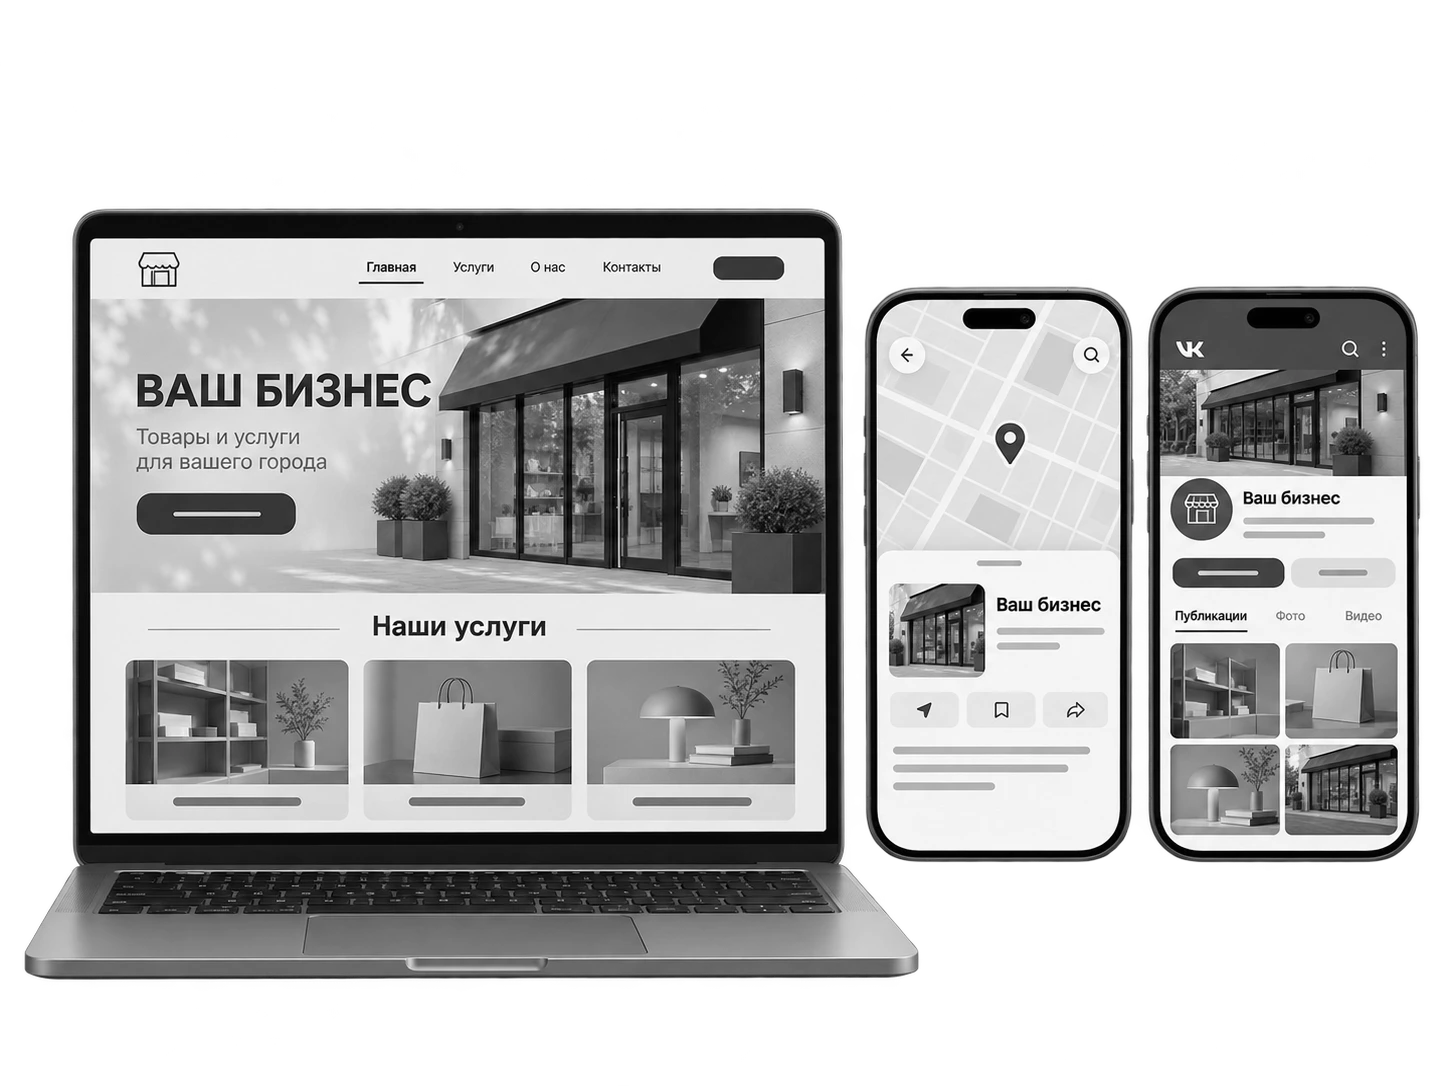 Главная Услуги О нас Контакты
ВАШ БИЗНЕС
Товары и услуги
для вашего города
Наши услуги
Ваш бизнес
VK
Ваш бизнес
Публикации Фото Видео